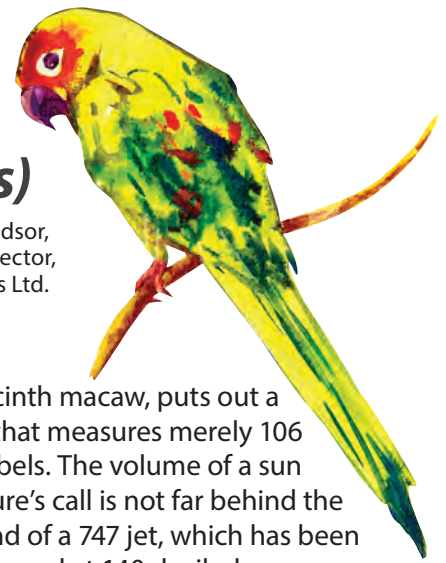 s)
dsor,
ector,
s Ltd.
cinth macaw, puts out a
that measures merely 106
bels. The volume of a sun
ure's call is not far behind the
nd of a 747 jet, which has been